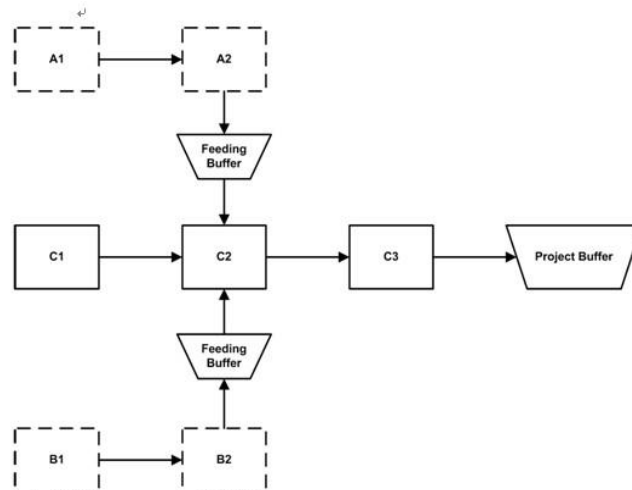 A1
A2
Feeding
Buffer
C1
C2
C3
Project Buffer
Feeding
Buffer
B1
B2